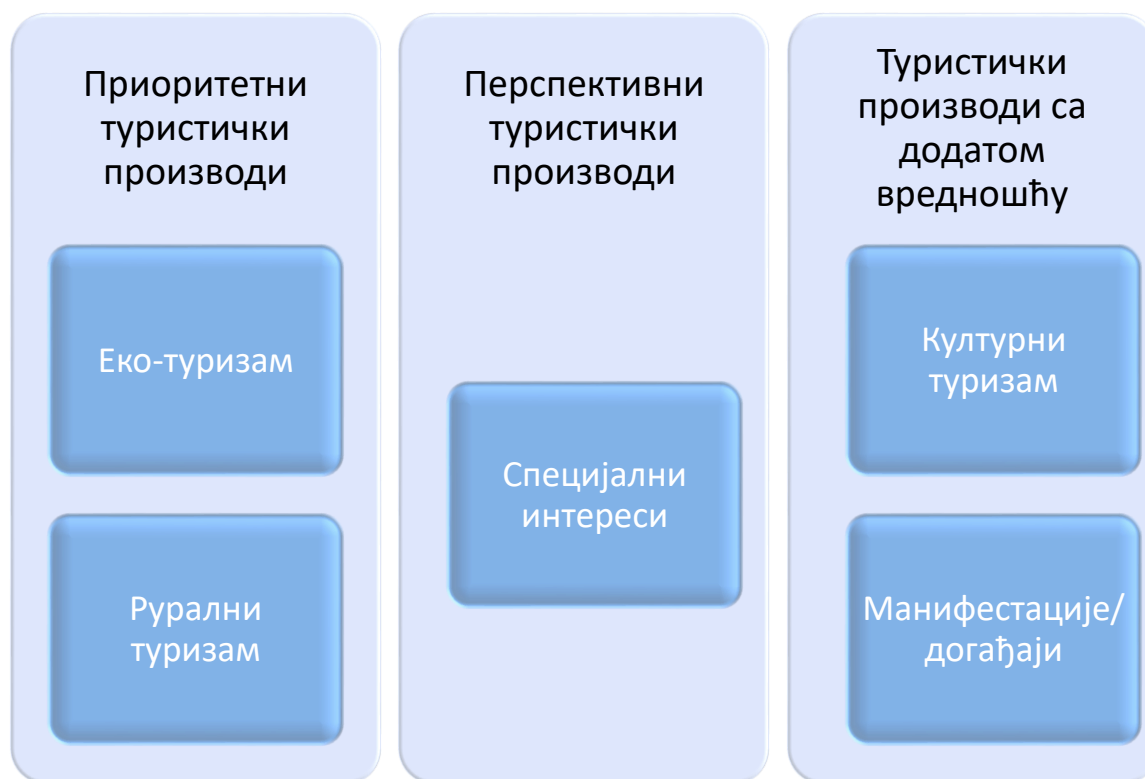 Приоритетни
туристички
производи
Еко-туризам
Рурални
туризам
Перспективни
туристички
производи
Специјални
интереси
Туристички
производи са
додатом
вредношћу
Културни
туризам
Манифестације/
догађаји